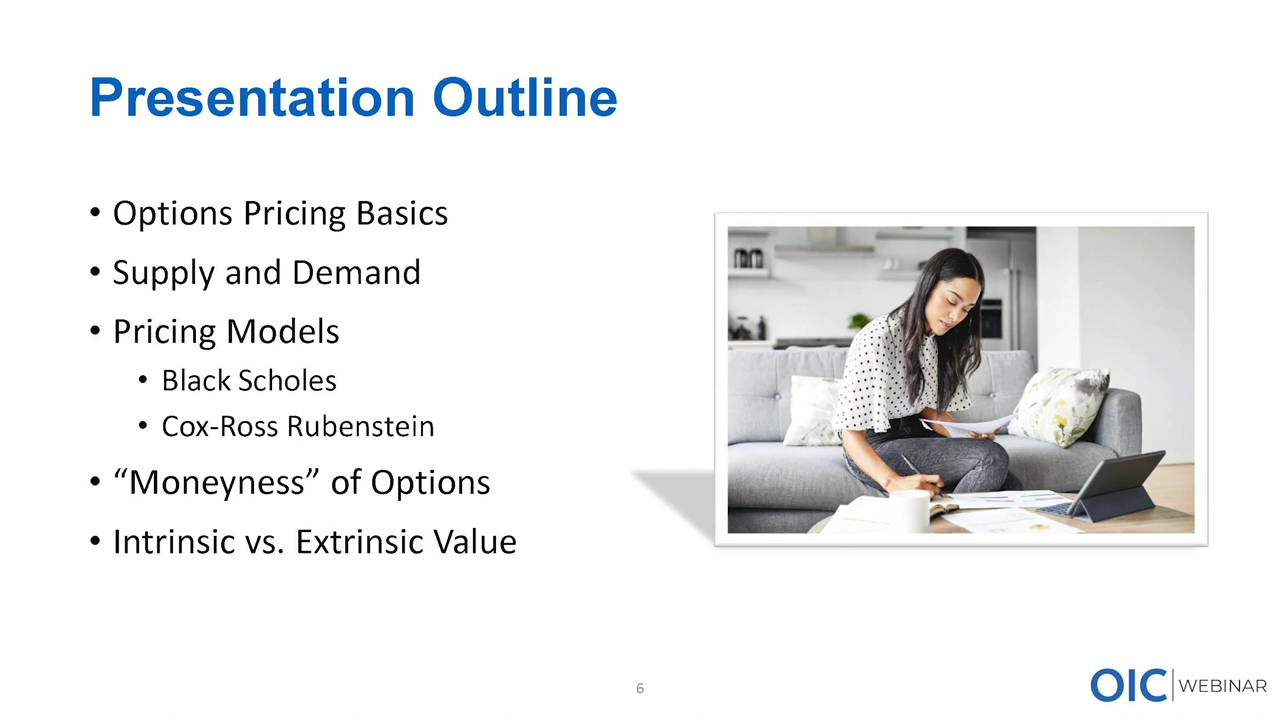 Presentation Outline
• Options Pricing Basics
• Supply and Demand
• Pricing Models
• Black Scholes
• Cox-Ross Rubenstein
• “Moneyness” of Options
• Intrinsic vs. Extrinsic Value
6
OIC | WEBINAR